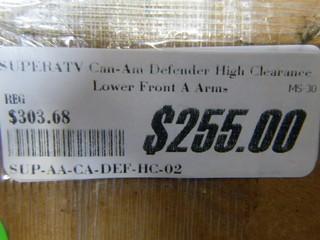 SUPERATV Can-Am Defender High Clearance
Lower Front A Arms
MS-30
REG
$303.68
$255.00
SUP-AA-CA-DEF-HC-02